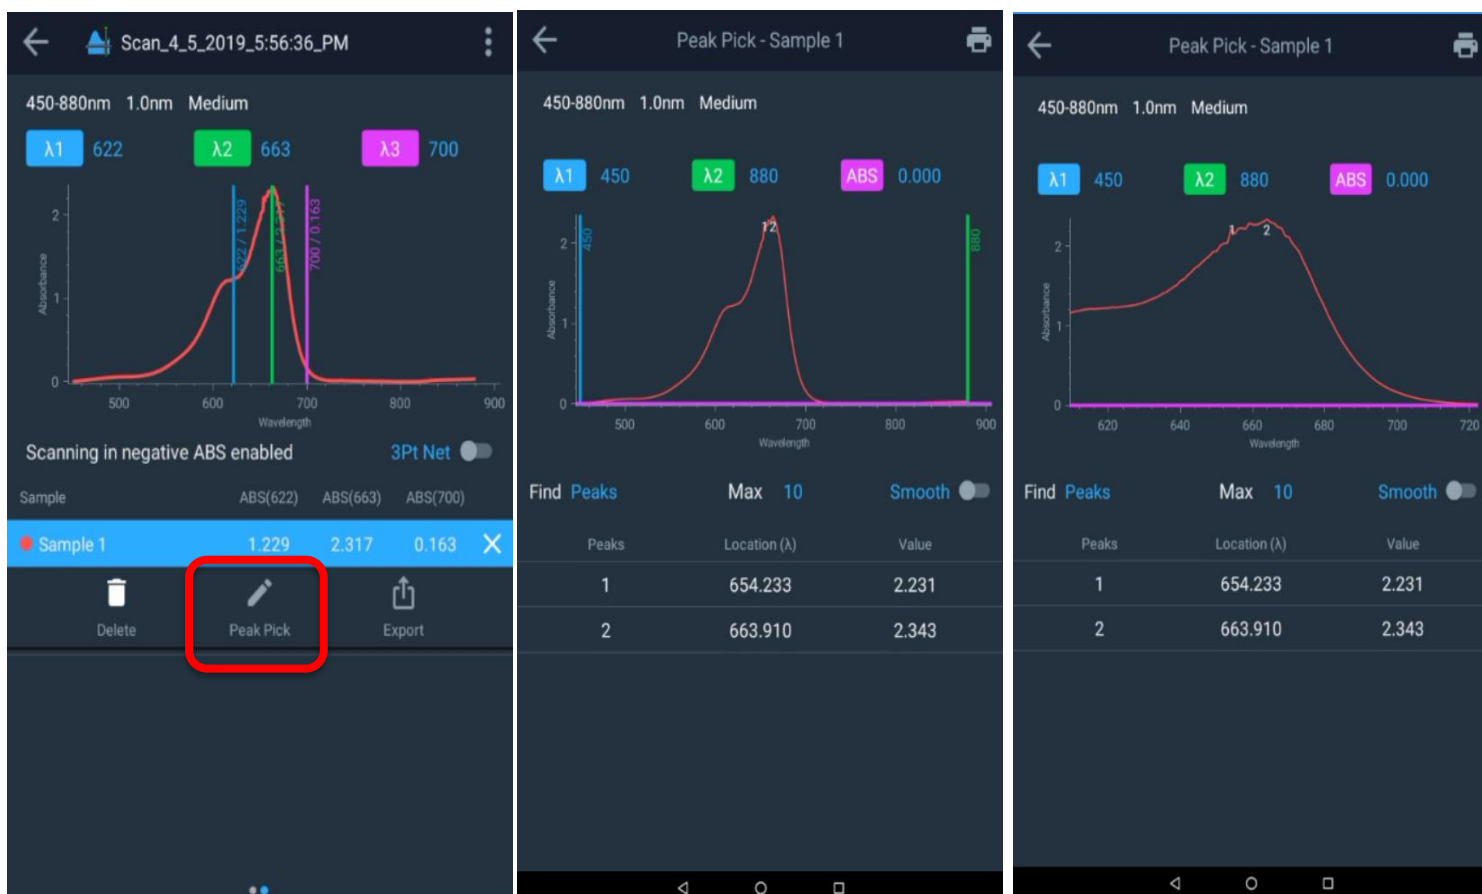 Scan_4_5_2019_5:56:36_PM
450-880nm 1.0nm Medium
λ1 622 λ2 663 λ3 700
622 / 1.229
663 / 2.317
700 / 0.163
Absorbance
2
1
0
500 600 700 800 900
Wavelength
Scanning in negative ABS enabled 3Pt Net
Sample ABS(622) ABS(663) ABS(700)
Sample 1 1.229 2.317 0.163
Delete Peak Pick Export
Peak Pick - Sample 1
450-880nm 1.0nm Medium
λ1 450 λ2 880 ABS 0.000
450
1 2
880
Absorbance
2
1
0
500 600 700 800 900
Wavelength
Find Peaks Max 10 Smooth
Peaks Location (λ) Value
1 654.233 2.231
2 663.910 2.343
Peak Pick - Sample 1
450-880nm 1.0nm Medium
λ1 450 λ2 880 ABS 0.000
1 2
Absorbance
2
1
0
620 640 660 680 700 720
Wavelength
Find Peaks Max 10 Smooth
Peaks Location (λ) Value
1 654.233 2.231
2 663.910 2.343